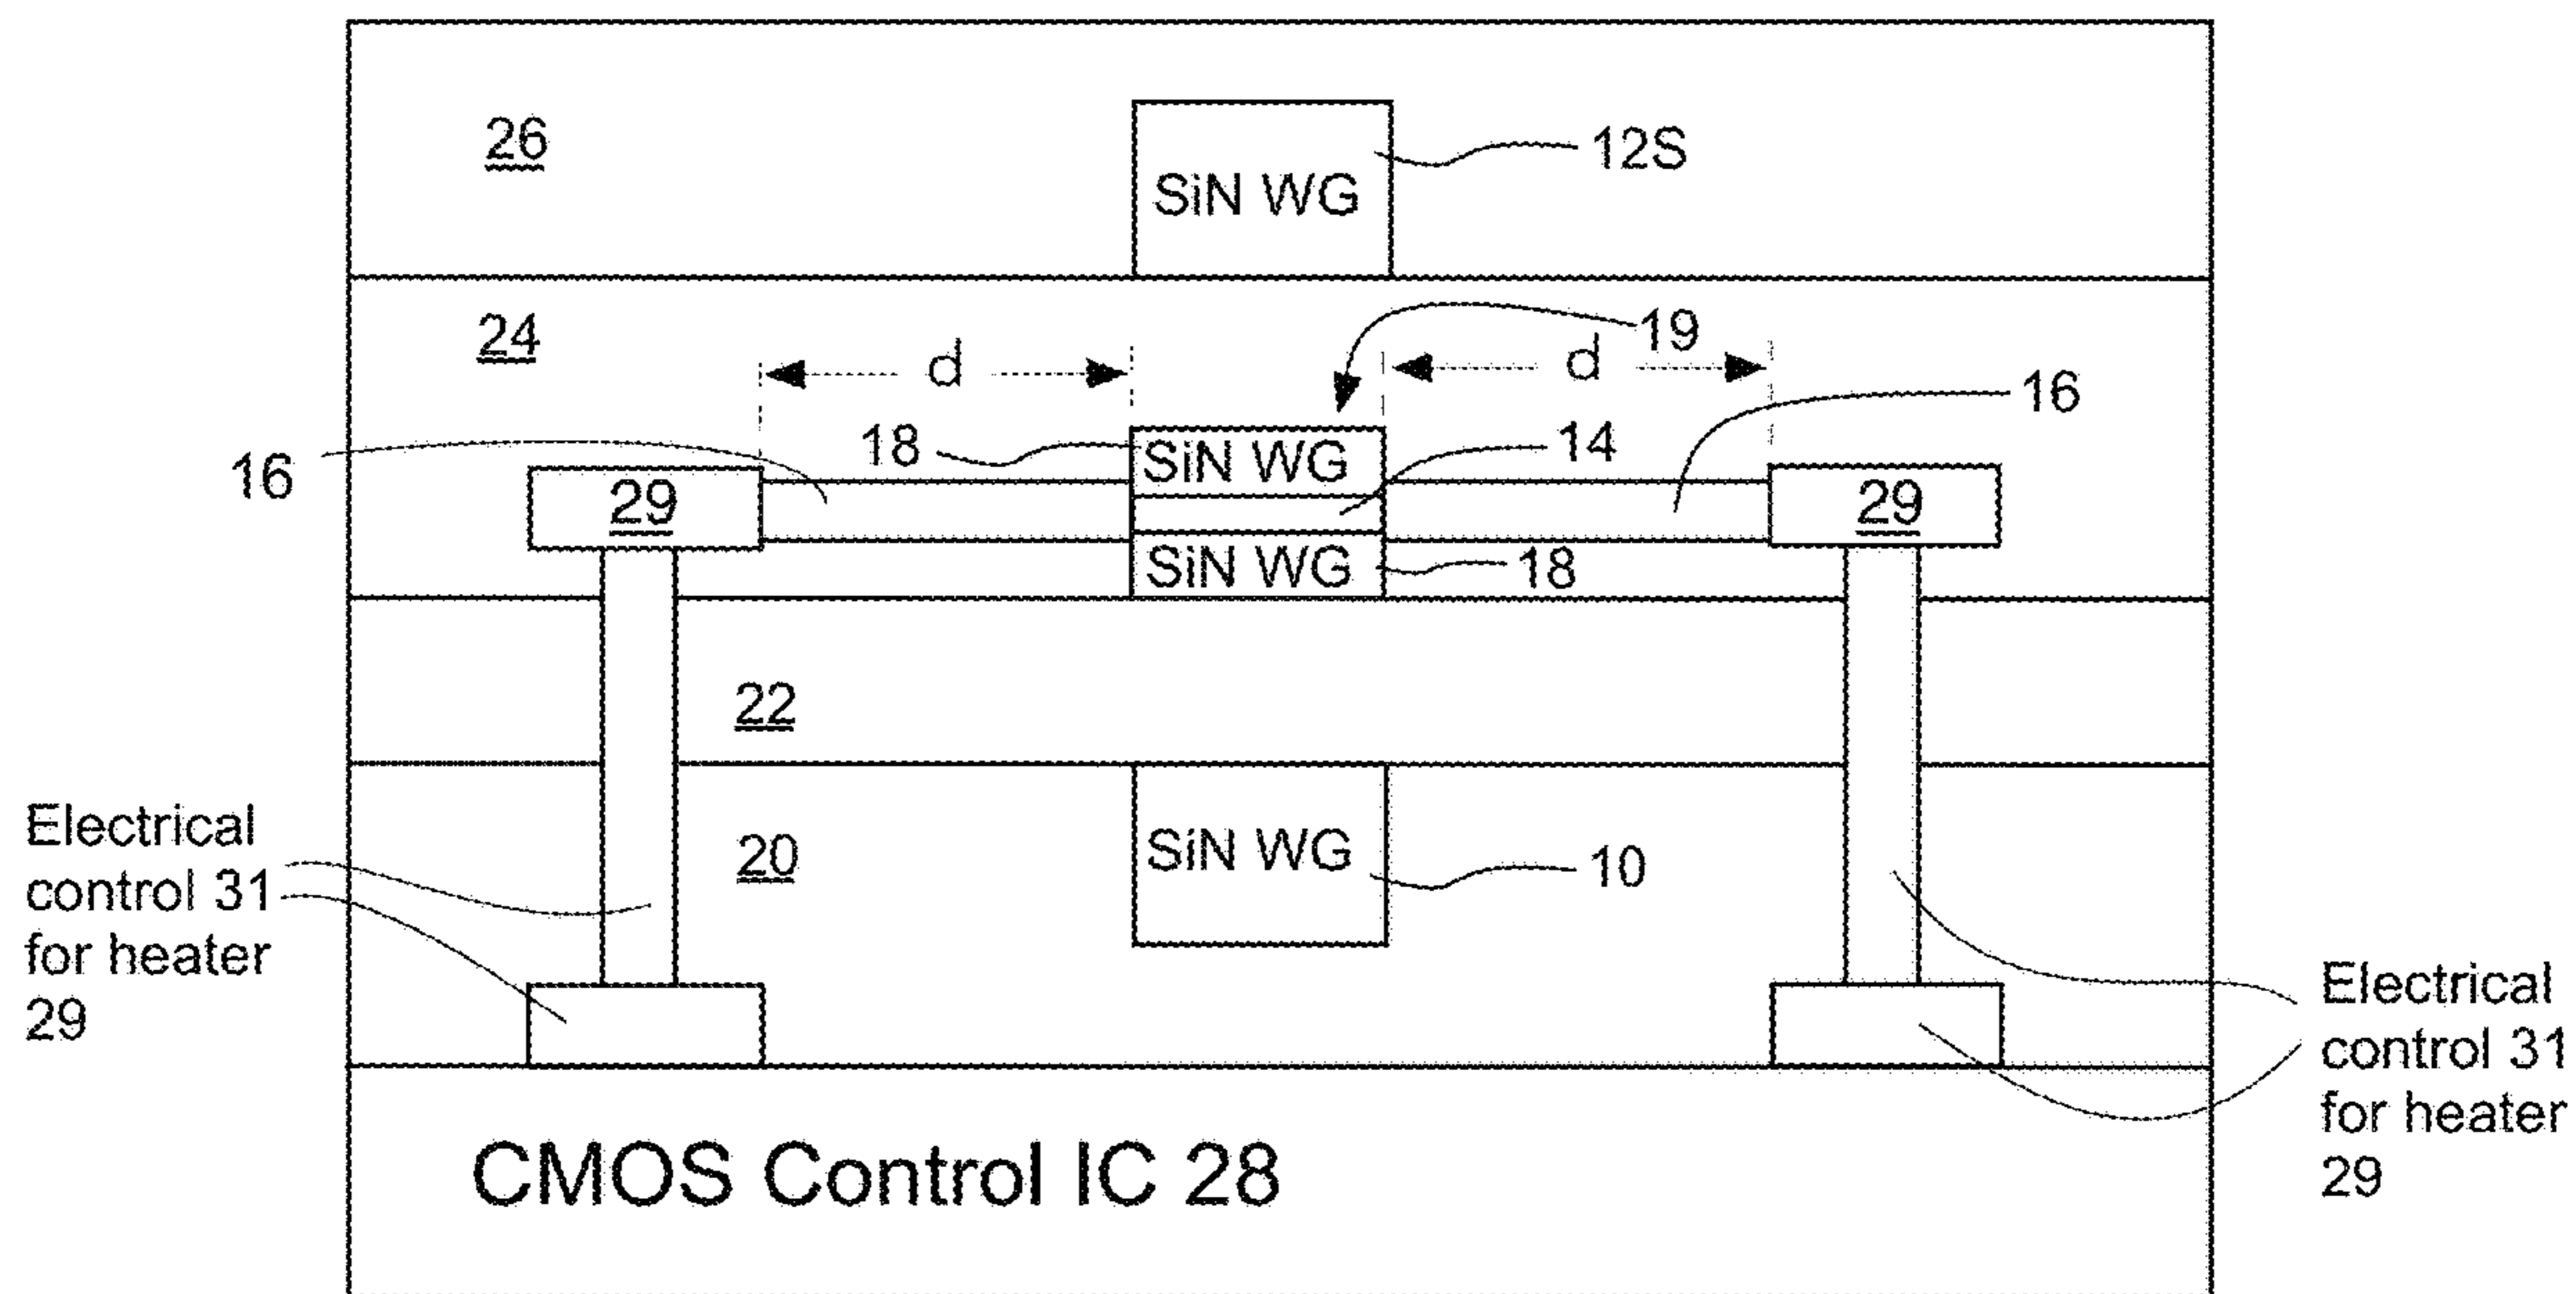 26
12S
SiN WG
24
d
19
d
16
18
SiN WG
14
16
29
29
SiN WG
18
22
Electrical
control 31
for heater
29
20
SiN WG
10
Electrical
control 31
for heater
29
CMOS Control IC 28